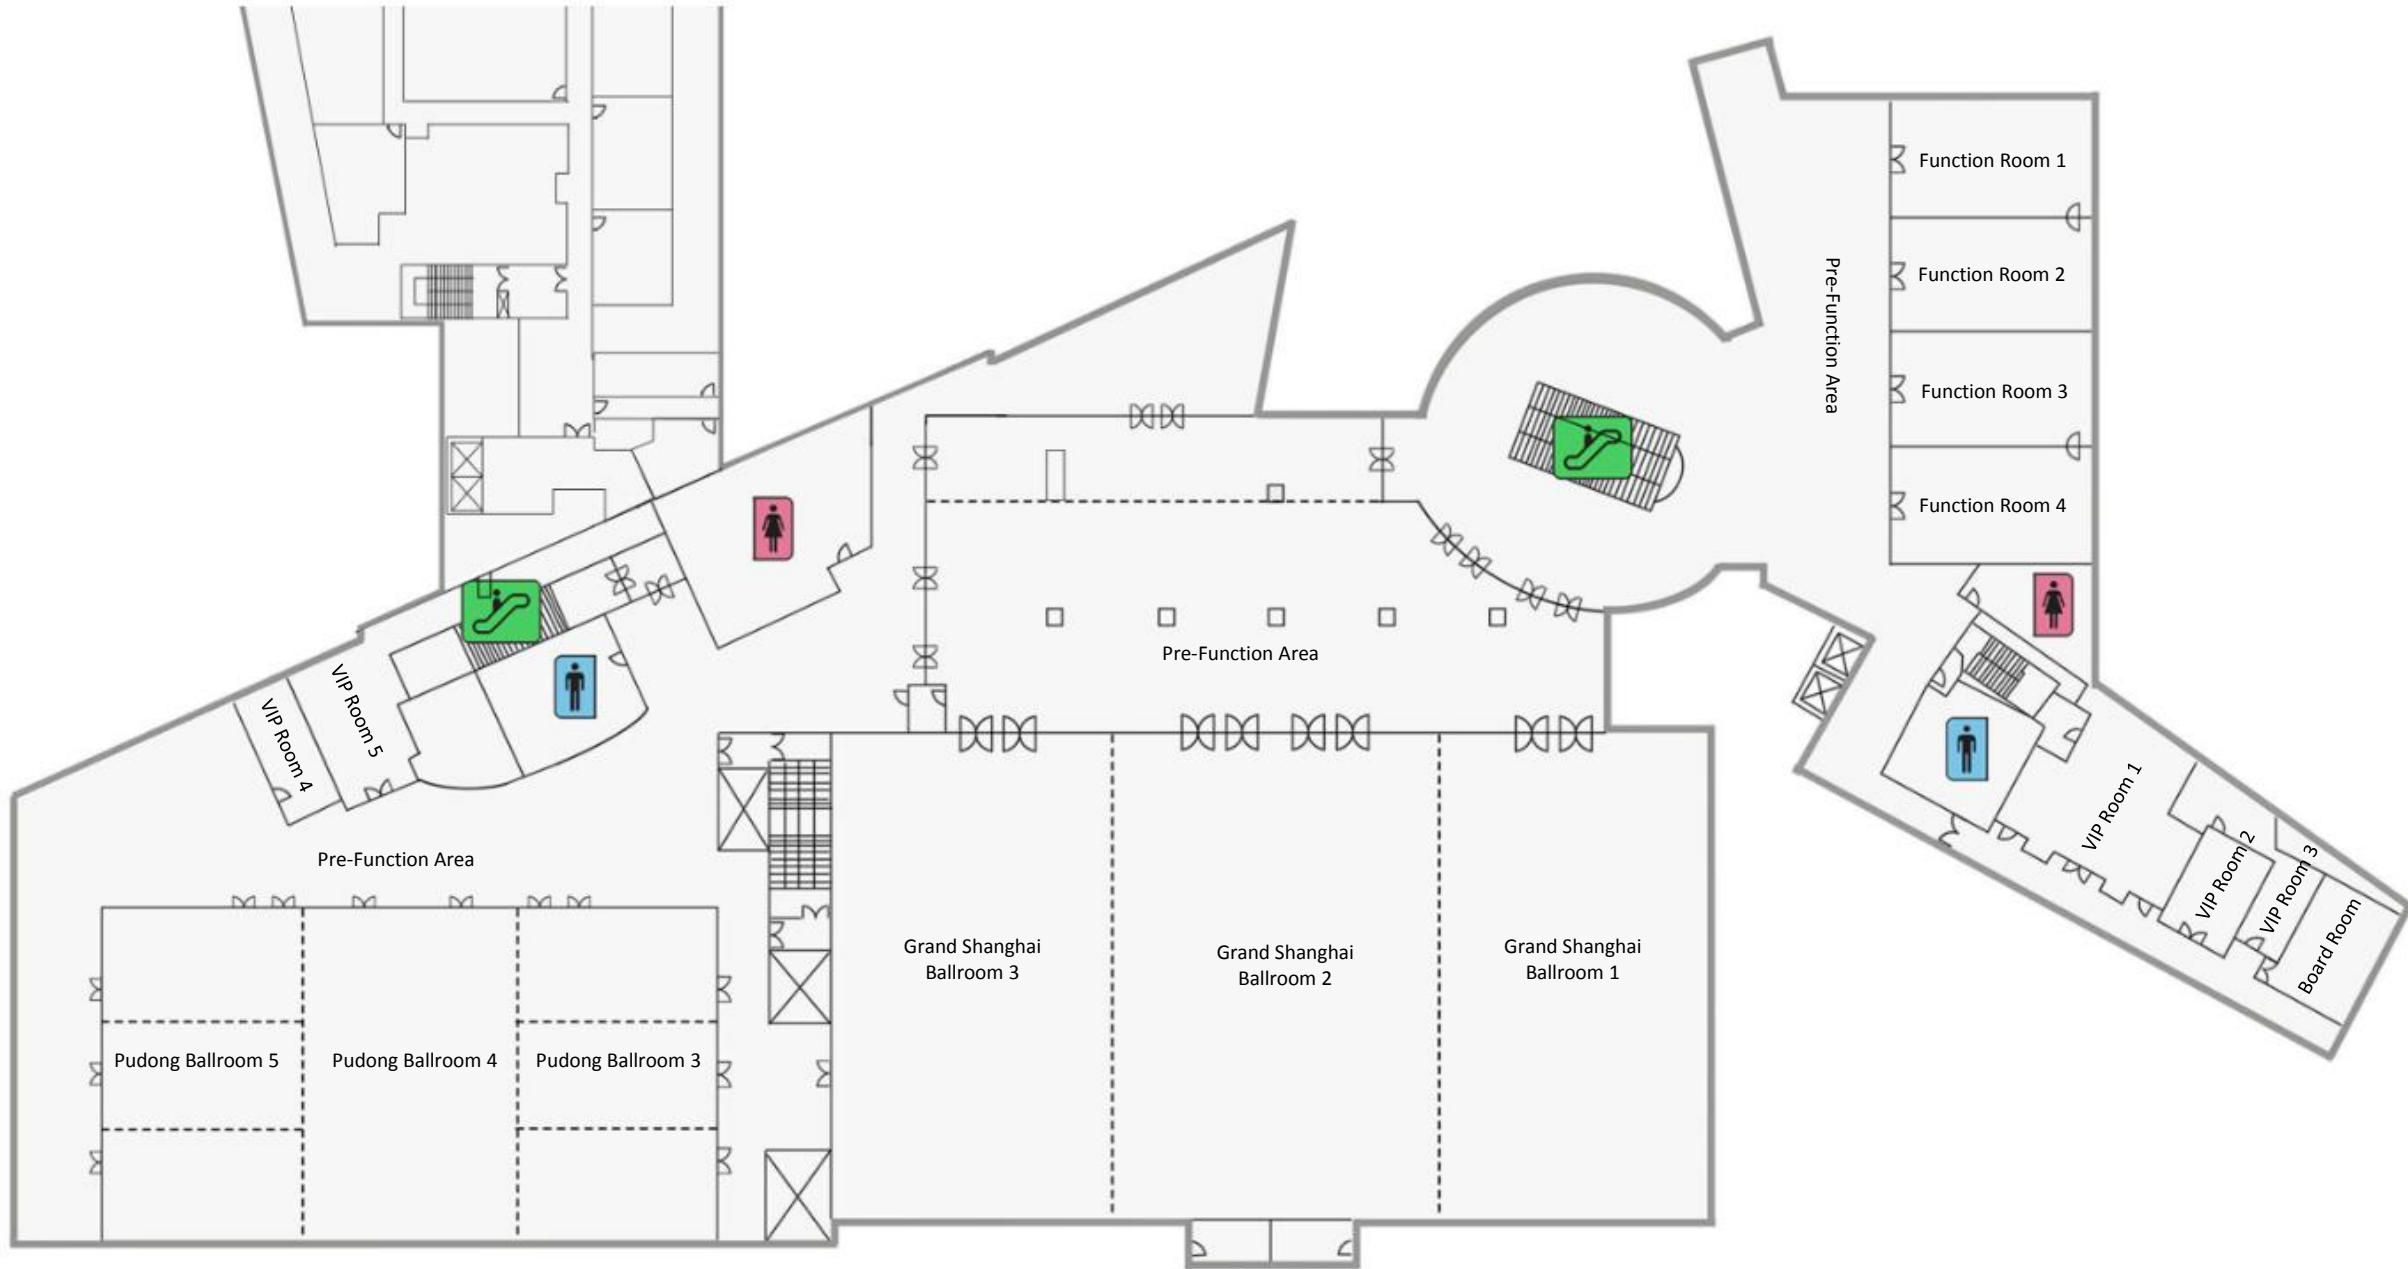 Function Room 1
Function Room 2
Pre-Function Area
Function Room 3
Function Room 4
Pre-Function Area
VIP Room 5
VIP Room 4
Pre-Function Area
VIP Room 1
VIP Room 2
VIP Room 3
Board Room
Grand Shanghai
Ballroom 3
Grand Shanghai
Ballroom 2
Grand Shanghai
Ballroom 1
Pudong Ballroom 5
Pudong Ballroom 4
Pudong Ballroom 3